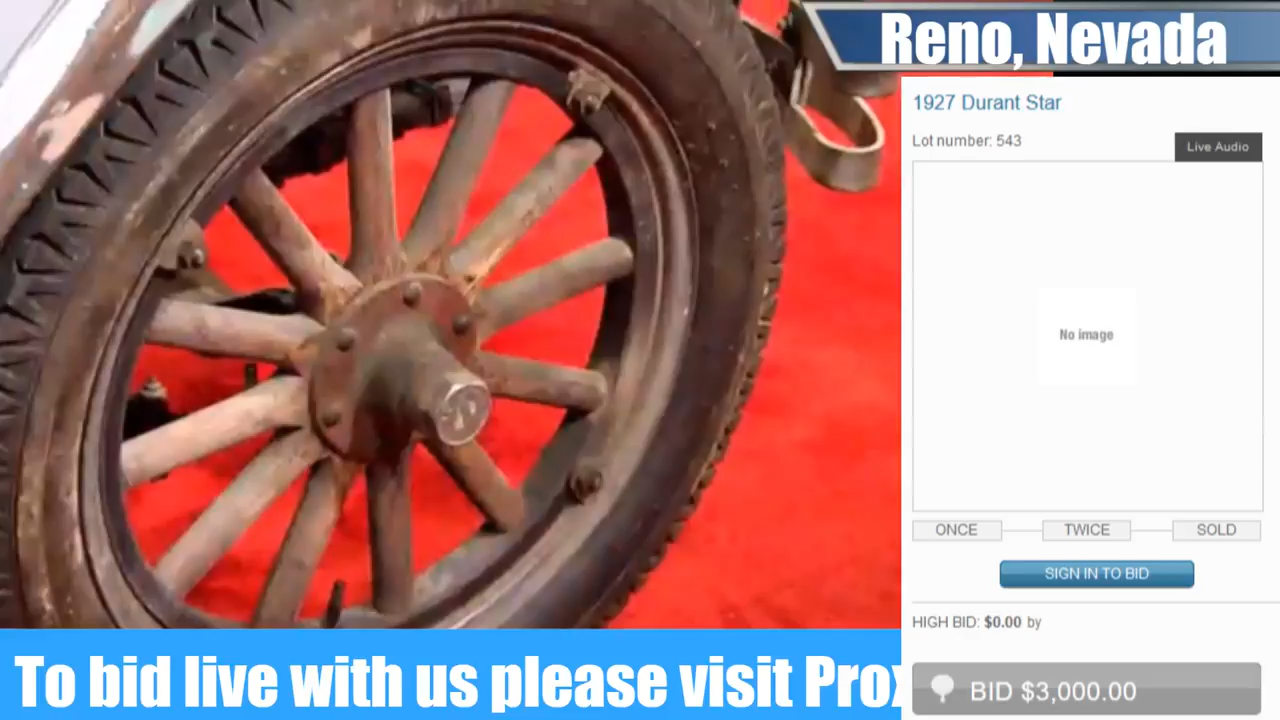 Reno, Nevada
1927 Durant Star
Lot number: 543
Live Audio
No image
ONCE
TWICE
SOLD
SIGN IN TO BID
HIGH BID: $0.00 by
BID $3,000.00
To bid live with us please visit Prox